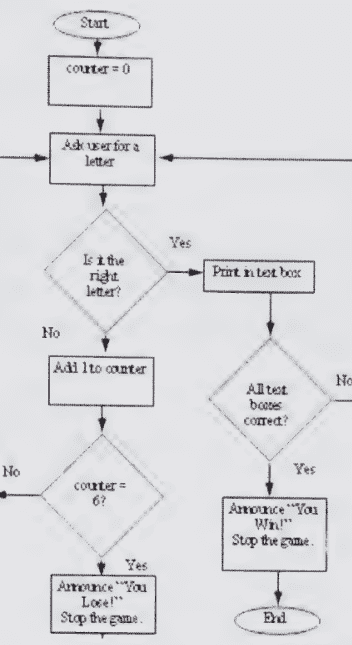 Start
counter = 0
Ask user for a
letter
Yes
Is it the
right
letter?
Print in text box
No
Add 1 to counter
All text
boxes
correct?
No
No
counter =
6?
Yes
Yes
Announce "You
Win!"
Stop the game.
Announce "You
Lose!"
Stop the game.
End